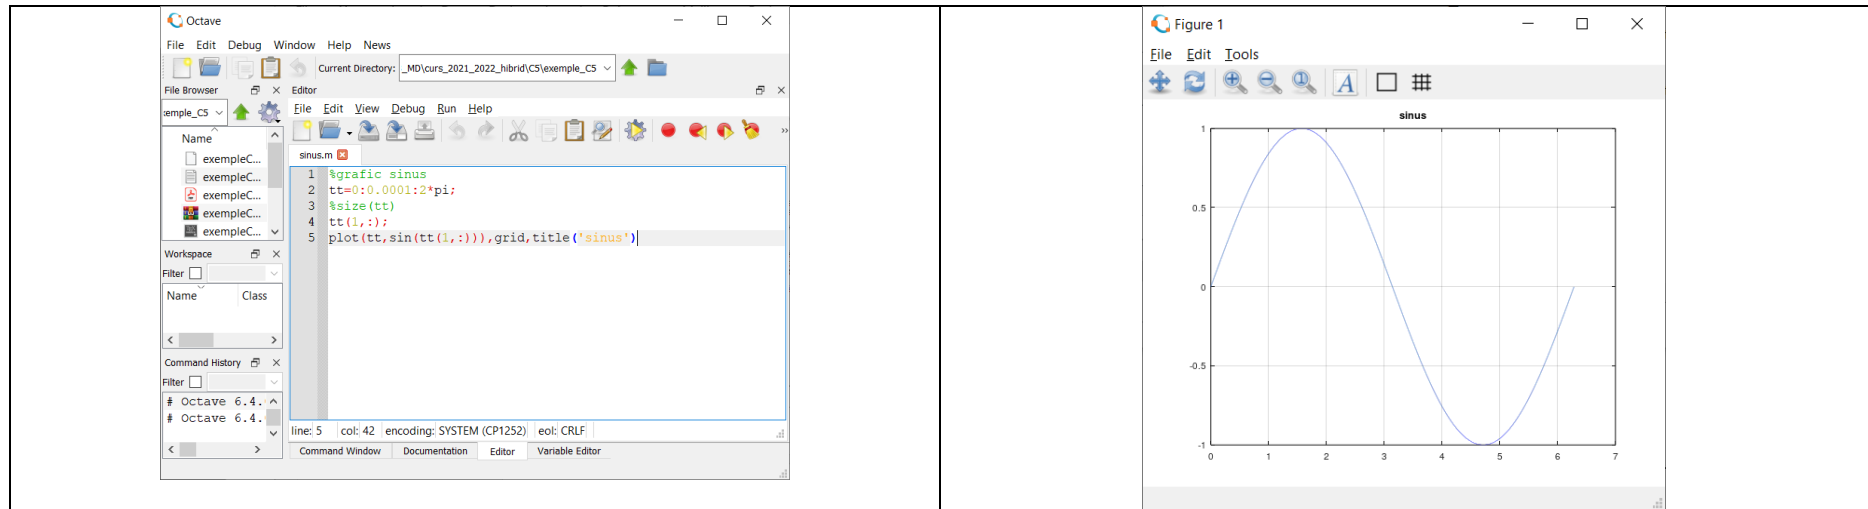 Octave
File Edit Debug Window Help News
Current Directory: _MD\curs_2021_2022_hibrid\C5\exemple_C5
File Browser
Editor
:emple_C5
File Edit View Debug Run Help
Name
sinus.m
exempleC...
exempleC...
exempleC...
exempleC...
exempleC...
1 %grafic sinus
2 tt=0:0.0001:2*pi;
3 %size(tt)
4 tt(1,:);
5 plot(tt,sin(tt(1,:))),grid,title('sinus')
Workspace
Filter
Name Class
Command History
Filter
# Octave 6.4.
# Octave 6.4.
line: 5 col: 42 encoding: SYSTEM (CP1252) eol: CRLF
Command Window Documentation Editor Variable Editor
Figure 1
File Edit Tools
A
sinus
1
0.5
0
-0.5
-1
0 1 2 3 4 5 6 7